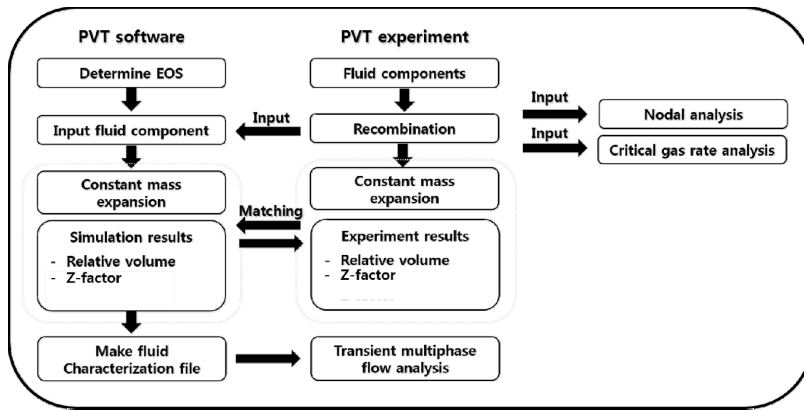 PVT software
PVT experiment
Determine EOS
Fluid components
Input
Input
Nodal analysis
Input fluid component
Recombination
Input
Critical gas rate analysis
Constant mass
expansion
Constant mass
expansion
Matching
Simulation results
- Relative volume
- Z-factor
Experiment results
- Relative volume
- Z-factor
Make fluid
Characterization file
Transient multiphase
flow analysis